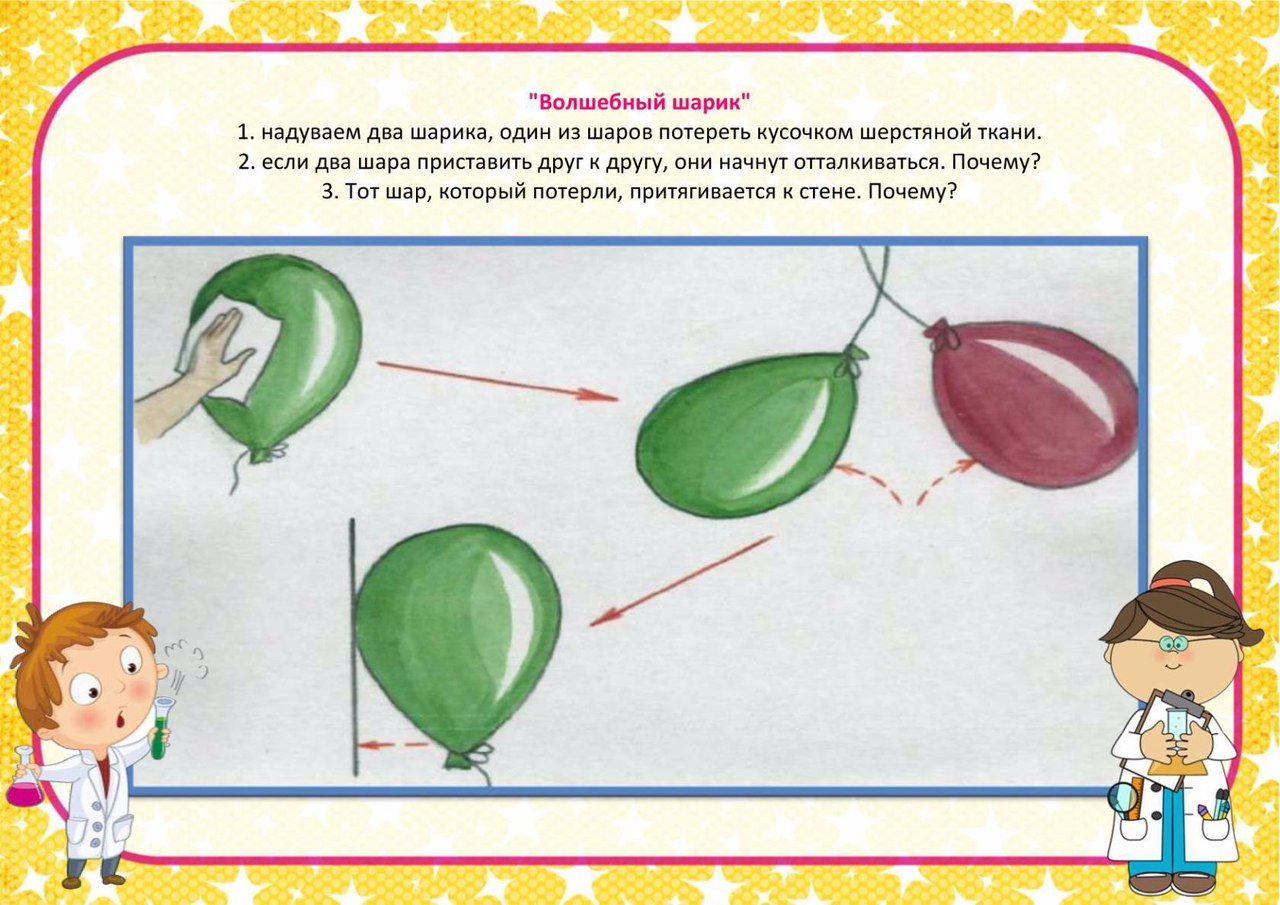 "Волшебный шарик"
1. надуваем два шарика, один из шаров потереть кусочком шерстяной ткани.
2. если два шара приставить друг к другу, они начнут отталкиваться. Почему?
3. Тот шар, который потерли, притягивается к стене. Почему?